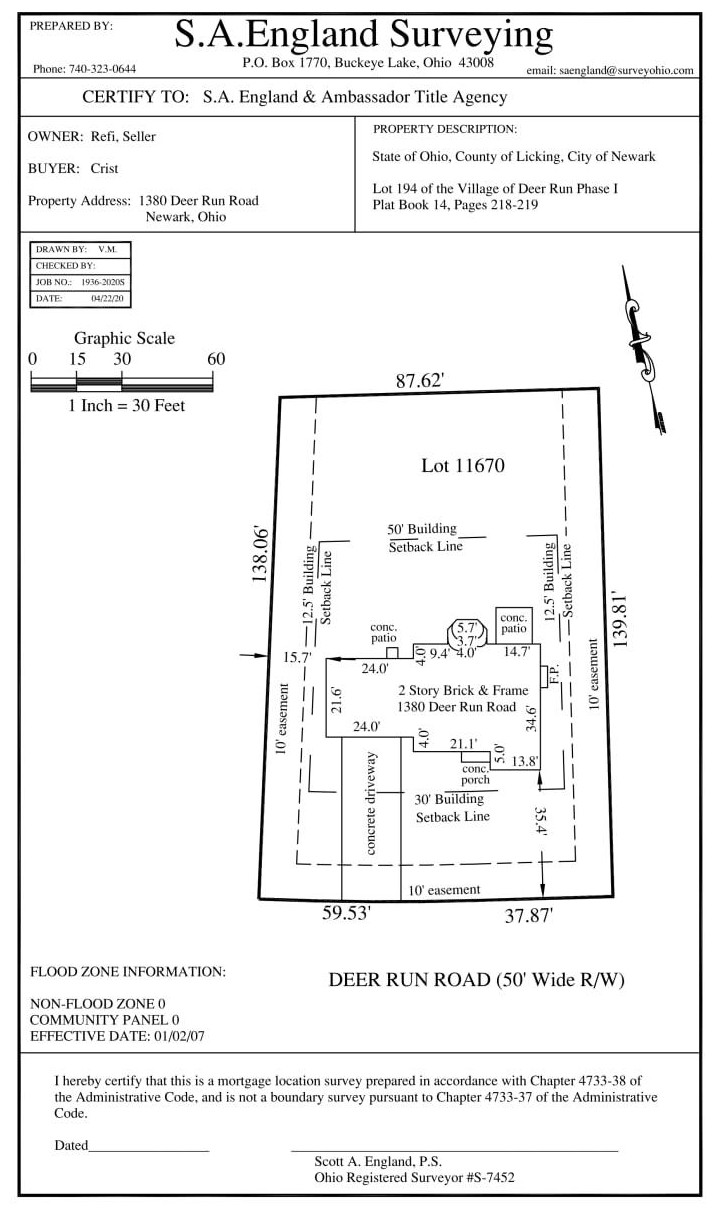 PREPARED BY:
S.A.England Surveying
P.O. Box 1770, Buckeye Lake, Ohio 43008
Phone: 740-323-0644
email: saengland@surveyohio.com
CERTIFY TO: S.A. England & Ambassador Title Agency
OWNER: Refi, Seller
BUYER: Crist
Property Address: 1380 Deer Run Road
Newark, Ohio
PROPERTY DESCRIPTION:
State of Ohio, County of Licking, City of Newark
Lot 194 of the Village of Deer Run Phase I
Plat Book 14, Pages 218-219
DRAWN BY: V.M.
CHECKED BY:
JOB NO.: 1936-2020S
DATE: 04/22/20
Graphic Scale
0 15 30 60
1 Inch = 30 Feet
87.62'
Lot 11670
138.06'
139.81'
50' Building
Setback Line
12.5' Building
Setback Line
12.5' Building
Setback Line
conc.
patio
5.7'
3.7'
conc.
patio
15.7'
24.0'
4.0'
9.4'
4.0'
14.7'
F.P.
10' easement
10' easement
21.6'
2 Story Brick & Frame
1380 Deer Run Road
34.6'
24.0'
4.0'
21.1'
5.0'
13.8'
conc.
porch
concrete driveway
30' Building
Setback Line
35.4'
10' easement
59.53'
37.87'
DEER RUN ROAD (50' Wide R/W)
FLOOD ZONE INFORMATION:
NON-FLOOD ZONE 0
COMMUNITY PANEL 0
EFFECTIVE DATE: 01/02/07
I hereby certify that this is a mortgage location survey prepared in accordance with Chapter 4733-38 of
the Administrative Code, and is not a boundary survey pursuant to Chapter 4733-37 of the Administrative
Code.
Dated
Scott A. England, P.S.
Ohio Registered Surveyor #S-7452